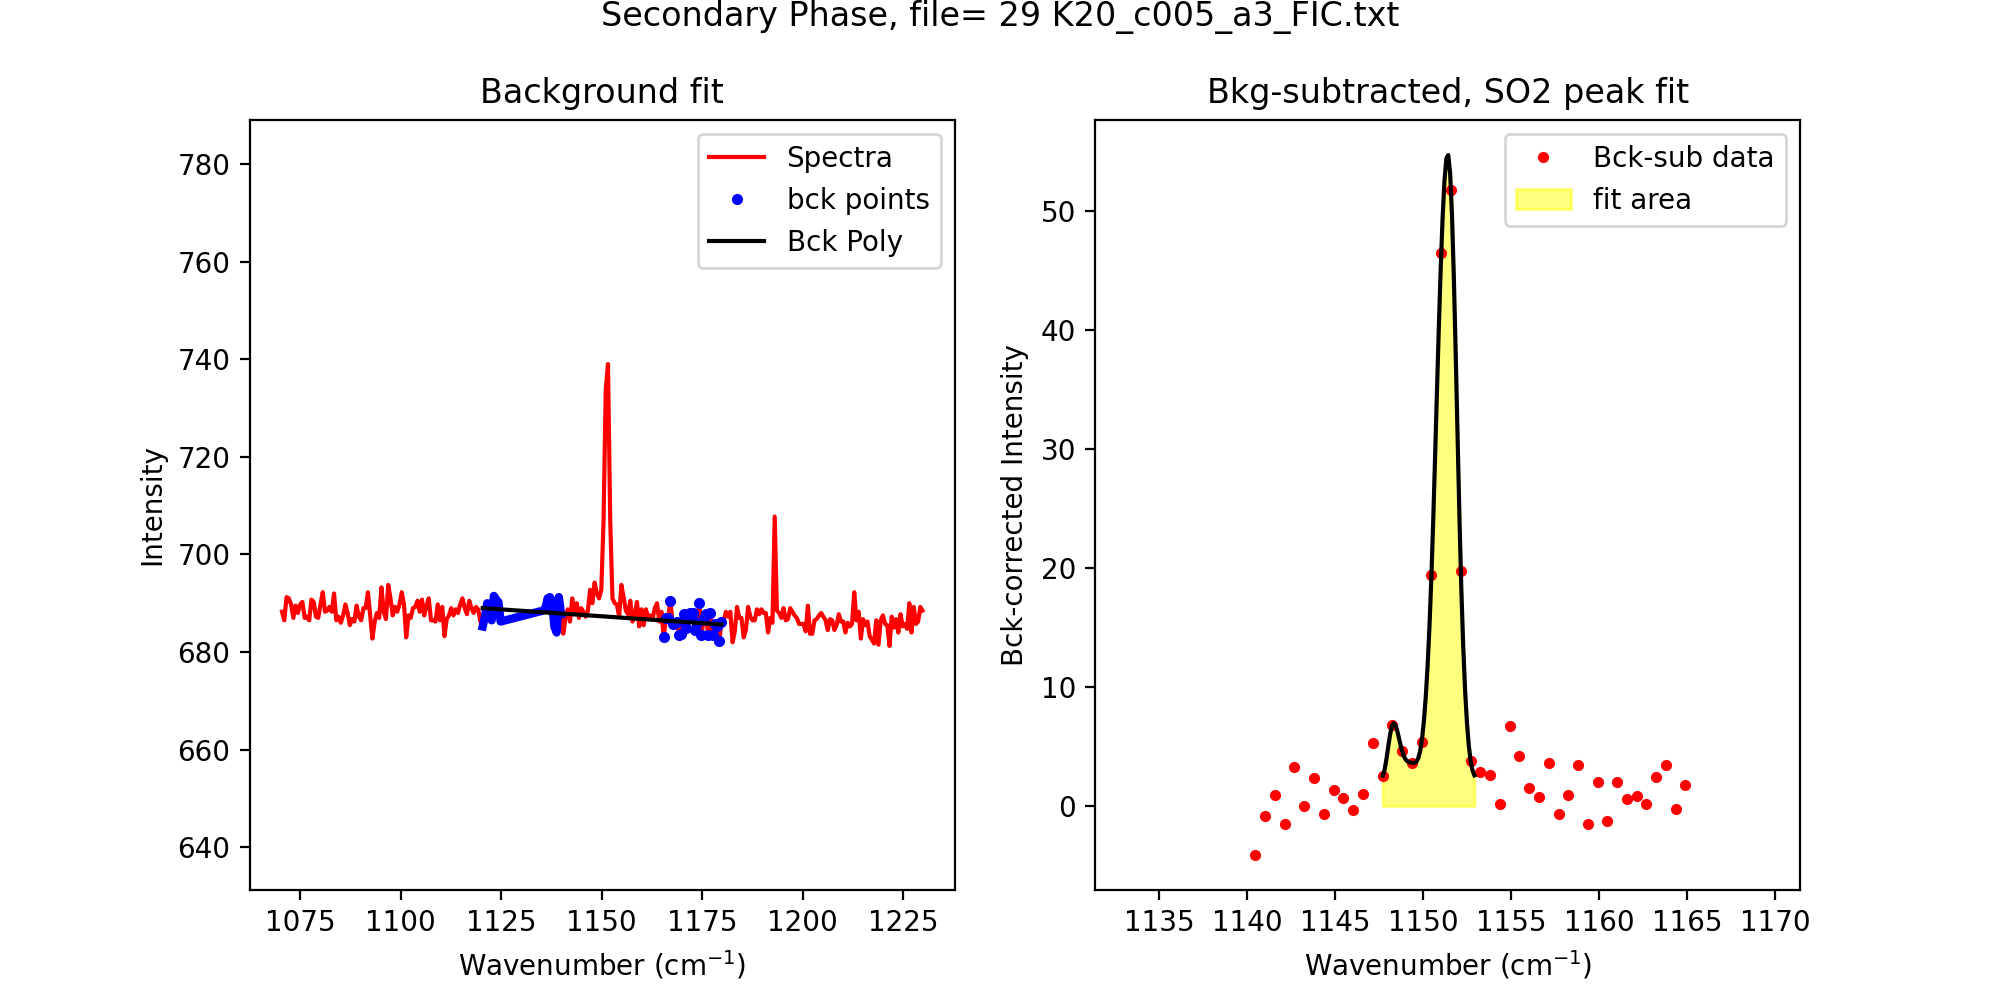 Secondary Phase, file= 29 K20_c005_a3_FIC.txt
Background fit
Spectra
bck points
Bck Poly
780
760
740
720
700
680
660
640
Intensity
1075 1100 1125 1150 1175 1200 1225
Wavenumber (cm⁻¹)
Bkg-subtracted, SO2 peak fit
Bck-sub data
fit area
50
40
30
20
10
0
Bck-corrected Intensity
1135 1140 1145 1150 1155 1160 1165 1170
Wavenumber (cm⁻¹)